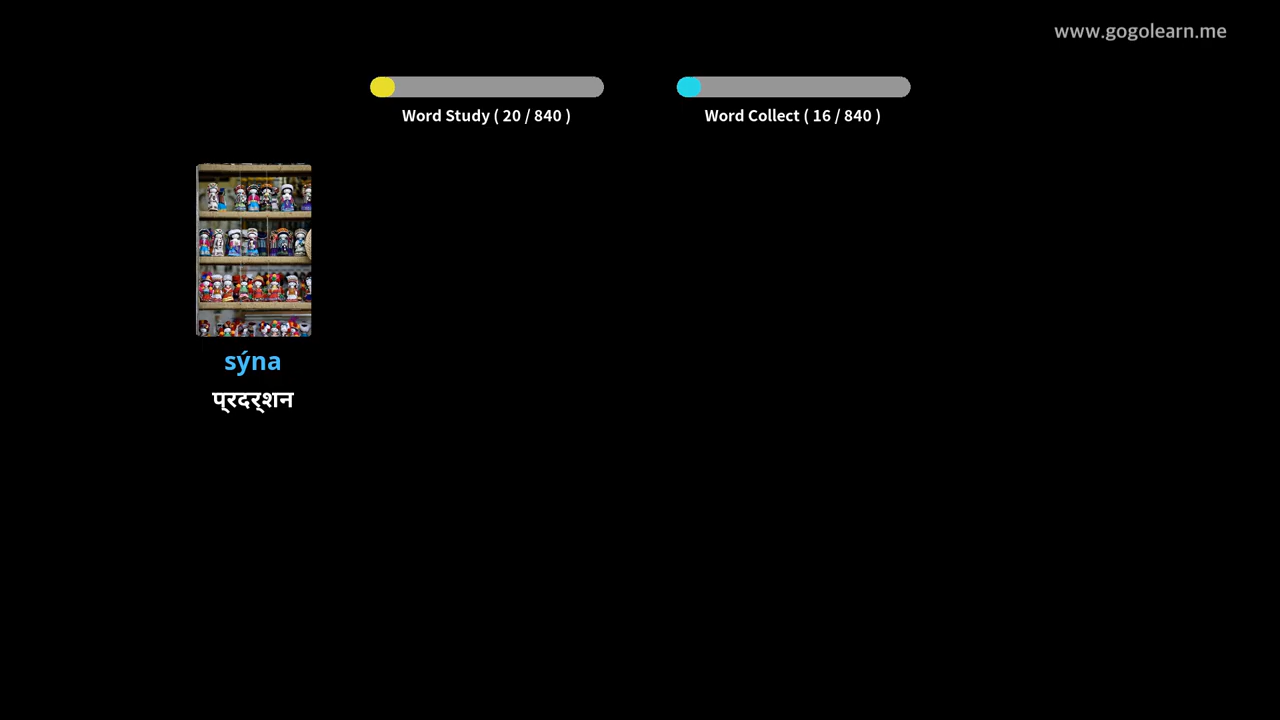 www.gogolearn.me
Word Study ( 20 / 840 )
Word Collect ( 16 / 840 )
sýna
प्रदर्शन